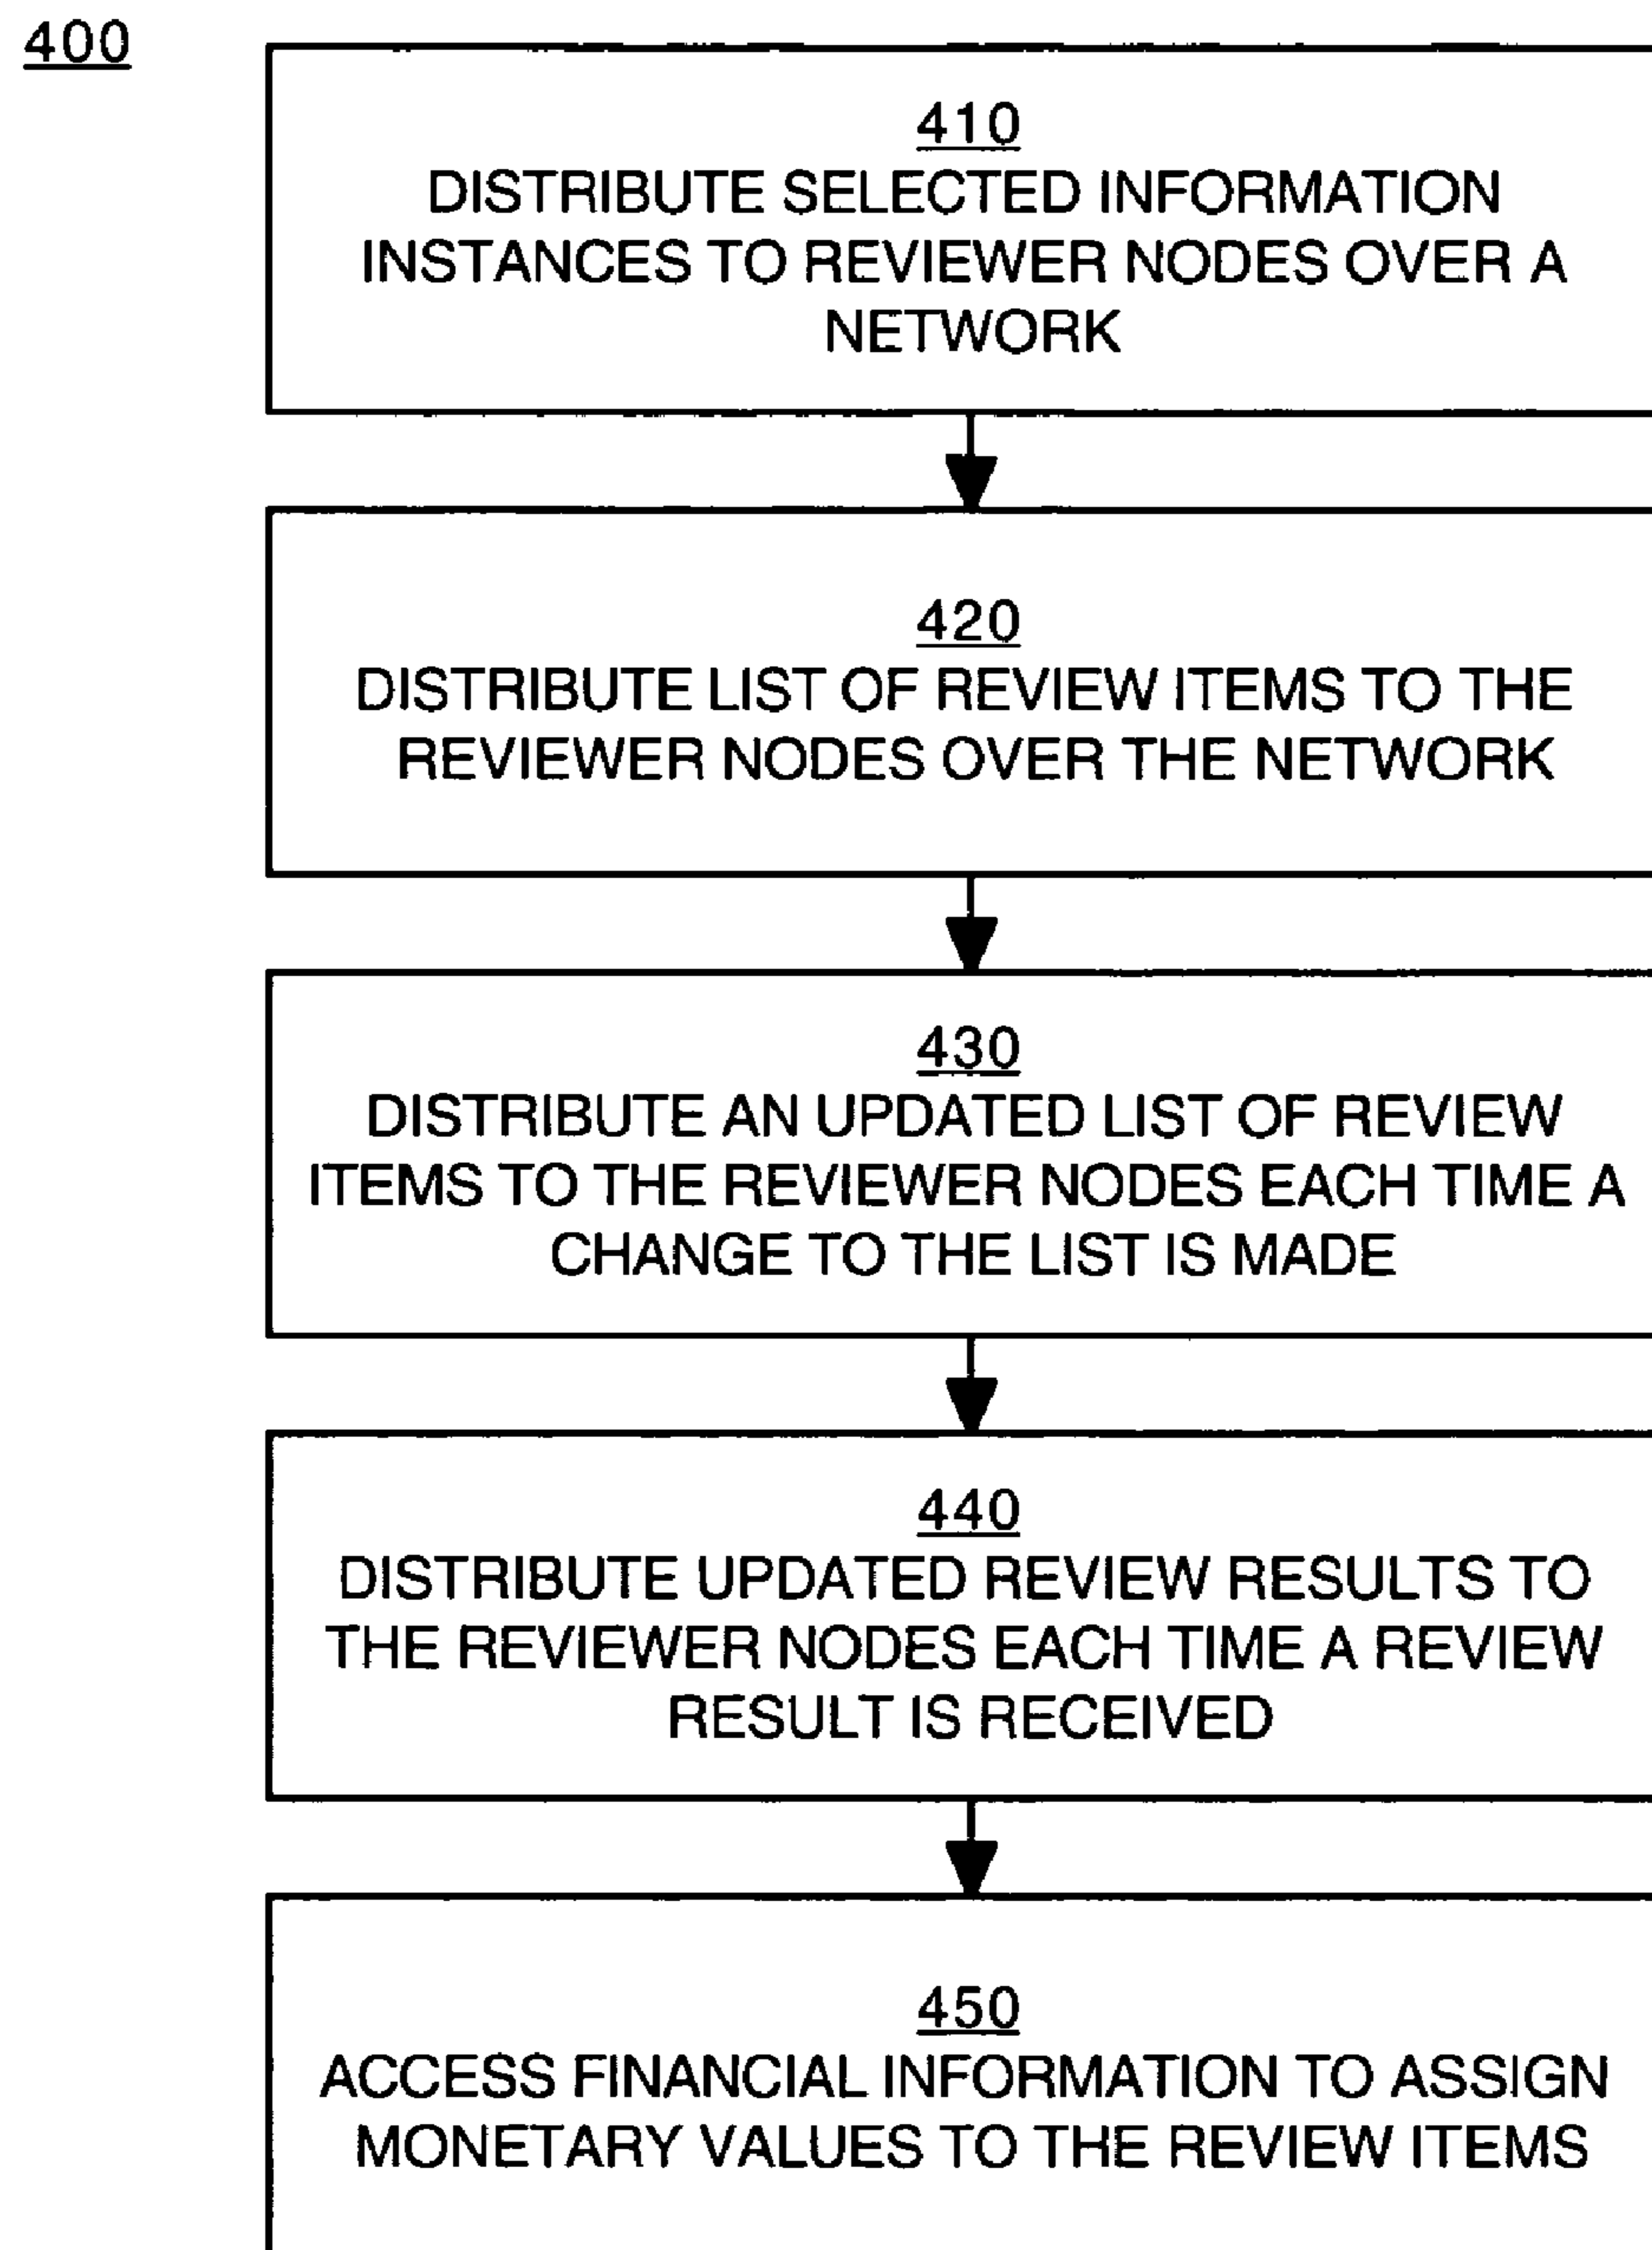 400
410
DISTRIBUTE SELECTED INFORMATION
INSTANCES TO REVIEWER NODES OVER A
NETWORK
420
DISTRIBUTE LIST OF REVIEW ITEMS TO THE
REVIEWER NODES OVER THE NETWORK
430
DISTRIBUTE AN UPDATED LIST OF REVIEW
ITEMS TO THE REVIEWER NODES EACH TIME A
CHANGE TO THE LIST IS MADE
440
DISTRIBUTE UPDATED REVIEW RESULTS TO
THE REVIEWER NODES EACH TIME A REVIEW
RESULT IS RECEIVED
450
ACCESS FINANCIAL INFORMATION TO ASSIGN
MONETARY VALUES TO THE REVIEW ITEMS